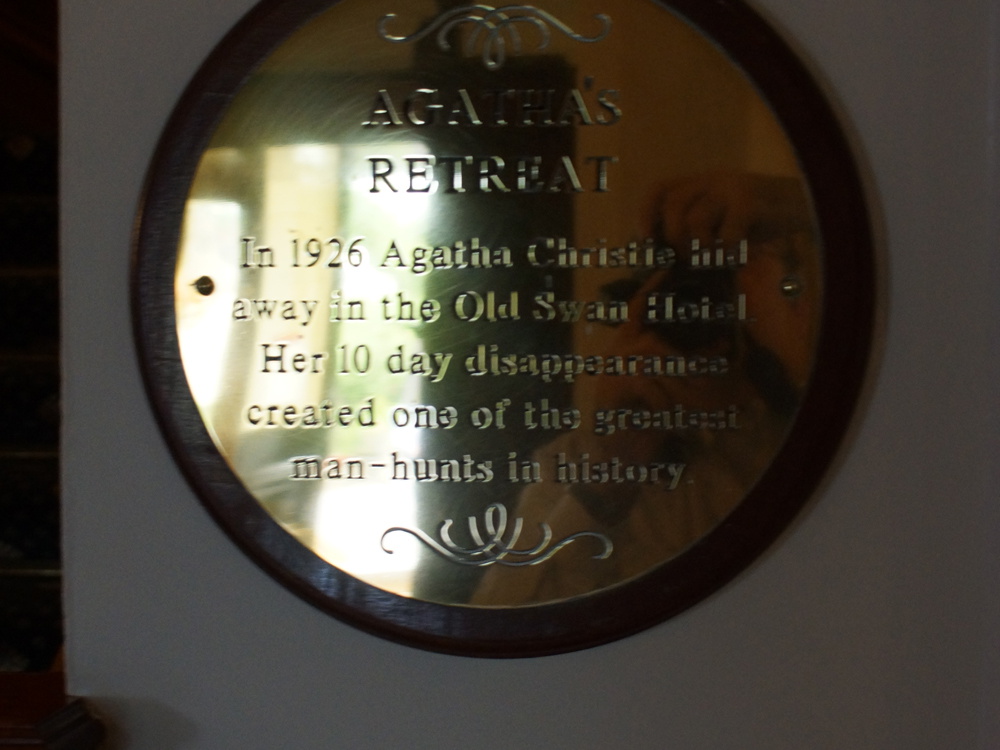 AGATHA'S
RETREAT
In 1926 Agatha Christie hid
away in the Old Swan Hotel.
Her 10 day disappearance
created one of the greatest
man-hunts in history.